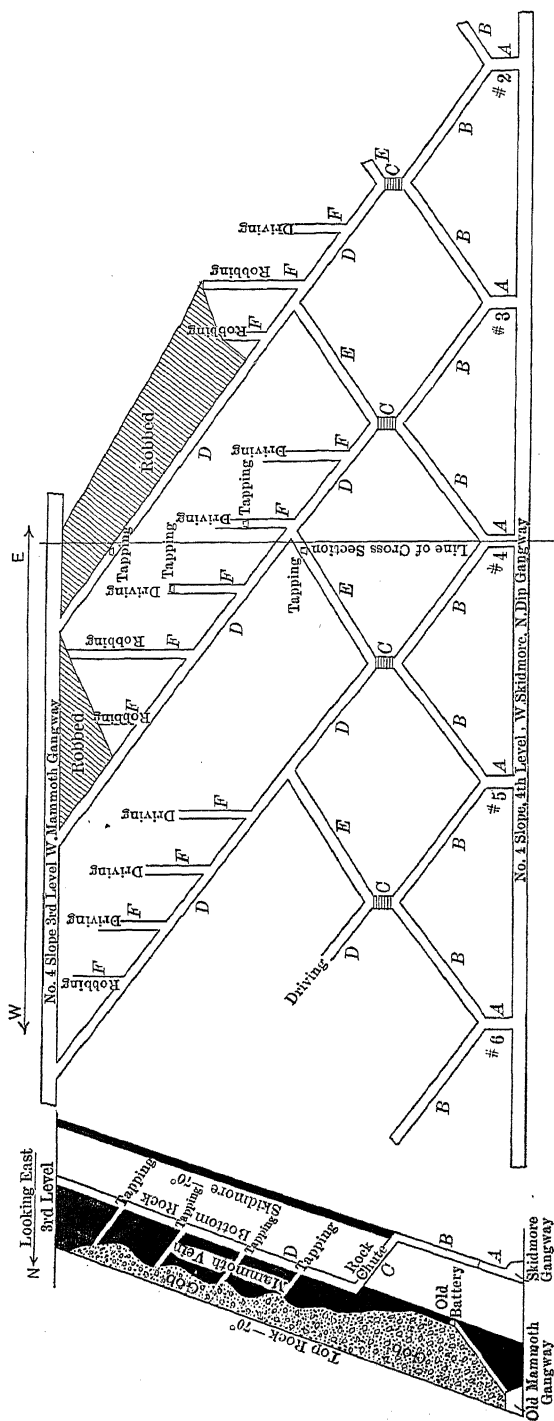 N ← Looking East
3rd Level
Top Rock—70°
Gob
Gob
Mammoth Vein
Bottom Rock
Skidmore
—70°
Tapping
Tapping
Tapping
Tapping
D
Rock Chute
C
B
A
Old Battery
Old Mammoth Gangway
Skidmore Gangway
W
E
No. 4 Slope 3rd Level W. Mammoth Gangway
Robbed
Robbed
Robbing
F
Driving
F
Driving
F
Driving
F
D
Robbing
F
Robbing
F
Driving
F
Tapping
Driving
F
Tapping
Driving
F
Tapping
D
Tapping
Robbing
F
Robbing
F
Driving
F
D
D
D
D
Driving
D
E
E
E
E
C
C
C
C
Line of Cross Section
B
B
B
B
B
B
B
B
B
B
A
A
A
A
A
#6
#5
#4
#3
#2
No. 4 Slope, 4th Level, W. Skidmore, N. Dip Gangway